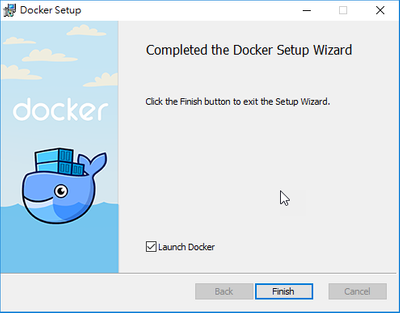 Docker Setup
Completed the Docker Setup Wizard
docker
Click the Finish button to exit the Setup Wizard.
Launch Docker
Back
Finish
Cancel